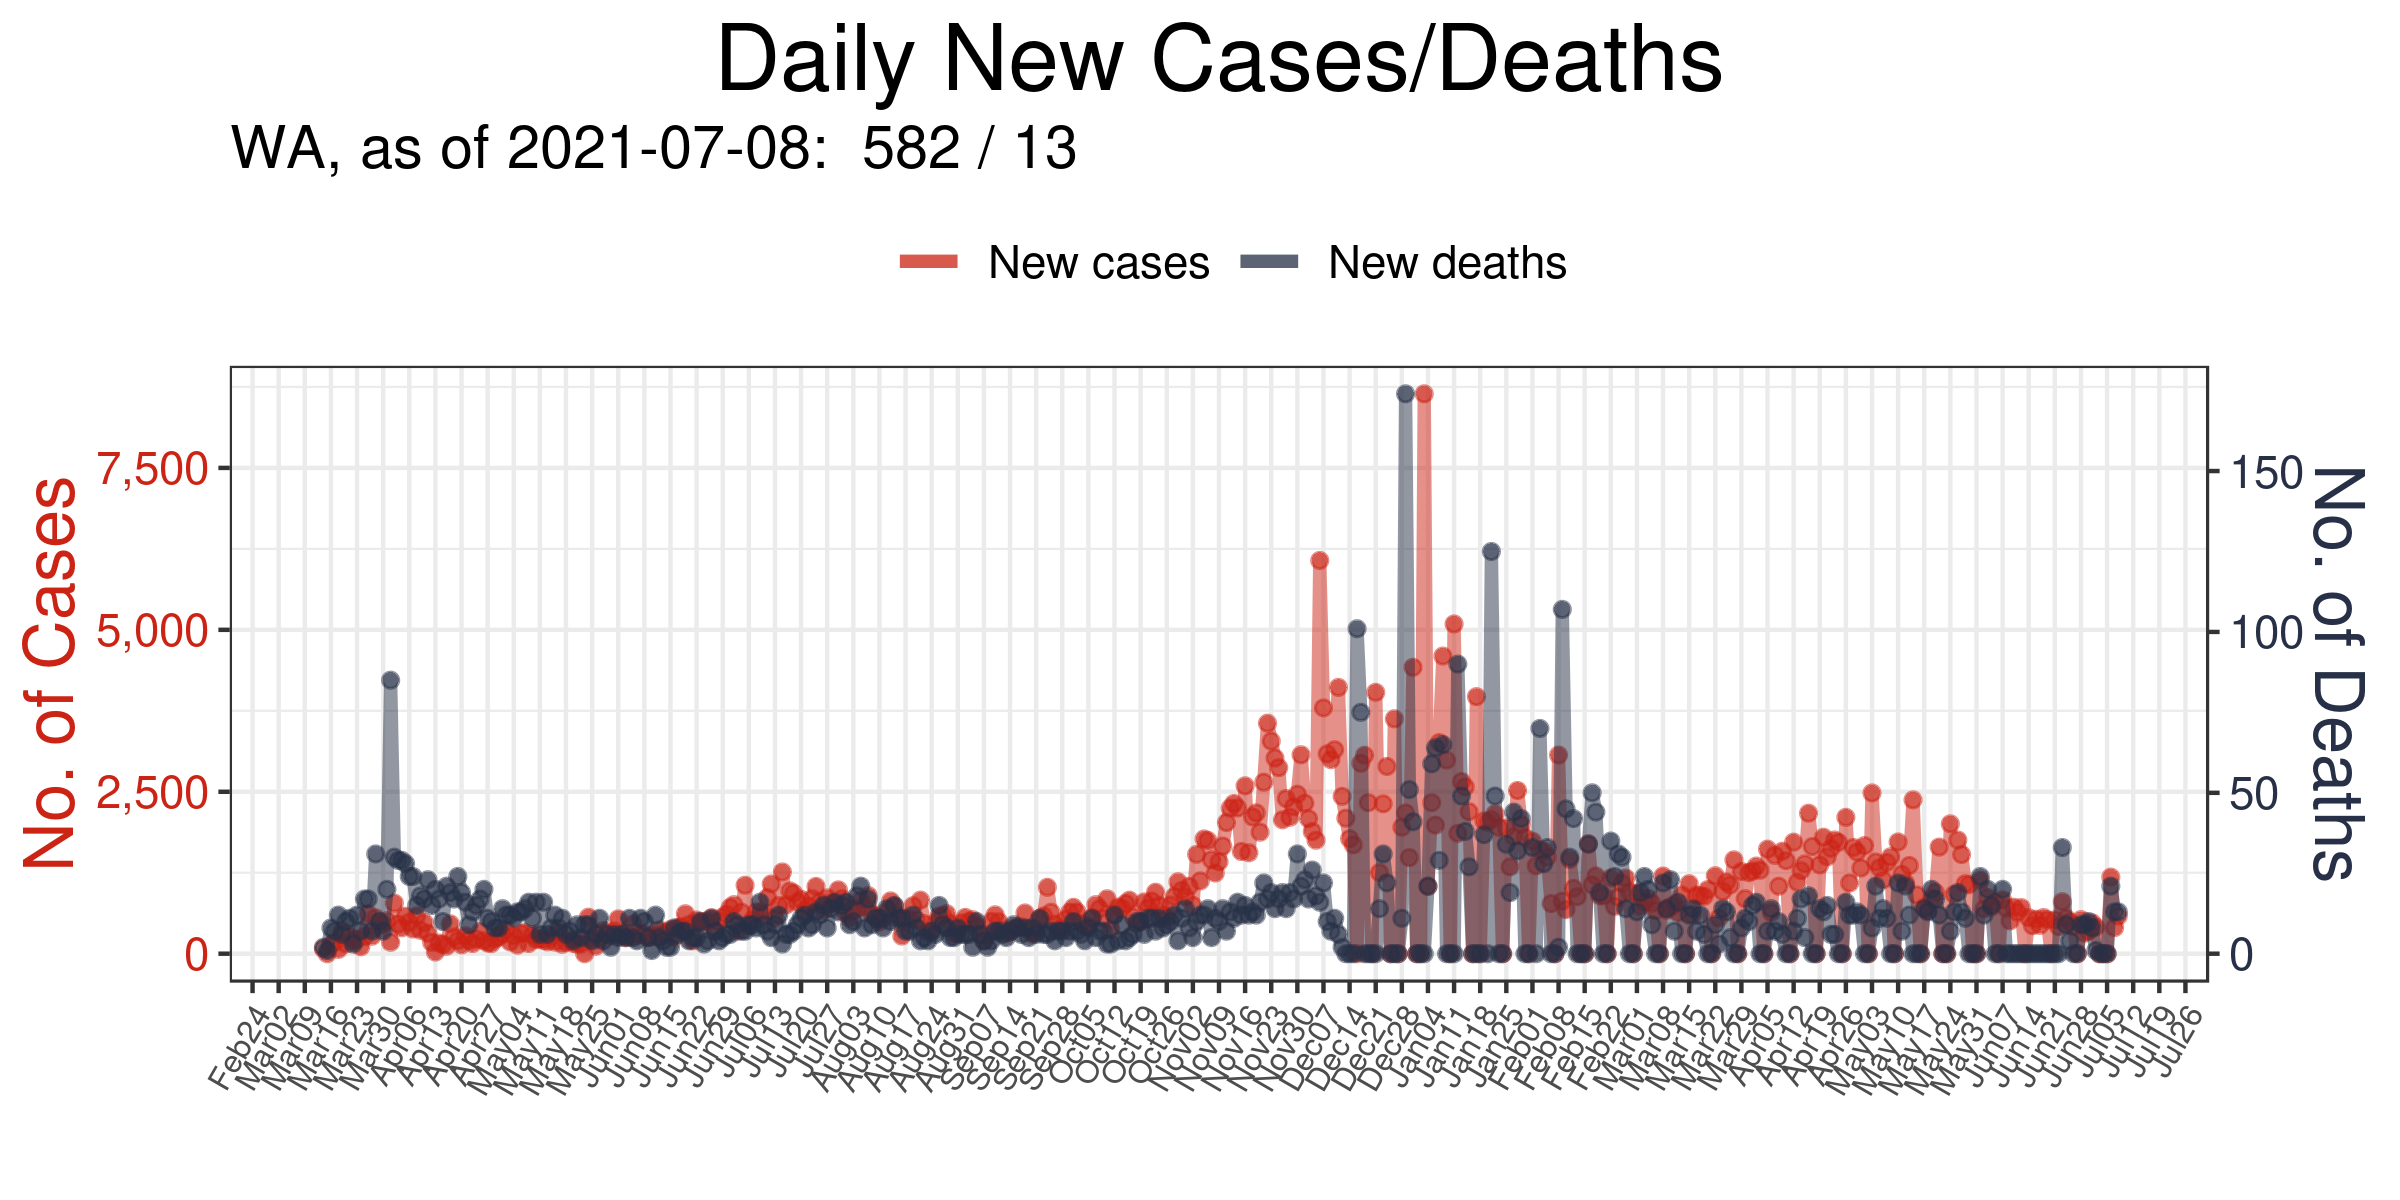 Daily New Cases/Deaths
WA, as of 2021-07-08:  582 / 13
New cases
New deaths
No. of Cases
7,500
5,000
2,500
0
150
100
50
0
No. of Deaths
Feb24
Mar02
Mar09
Mar16
Mar23
Mar30
Apr06
Apr13
Apr20
Apr27
May04
May11
May18
May25
Jun01
Jun08
Jun15
Jun22
Jun29
Jul06
Jul13
Jul20
Jul27
Aug03
Aug10
Aug17
Aug24
Aug31
Sep07
Sep14
Sep21
Sep28
Oct05
Oct12
Oct19
Oct26
Nov02
Nov09
Nov16
Nov23
Nov30
Dec07
Dec14
Dec21
Dec28
Jan04
Jan11
Jan18
Jan25
Feb01
Feb08
Feb15
Feb22
Mar01
Mar08
Mar15
Mar22
Mar29
Apr05
Apr12
Apr19
Apr26
May03
May10
May17
May24
May31
Jun07
Jun14
Jun21
Jun28
Jul05
Jul12
Jul19
Jul26